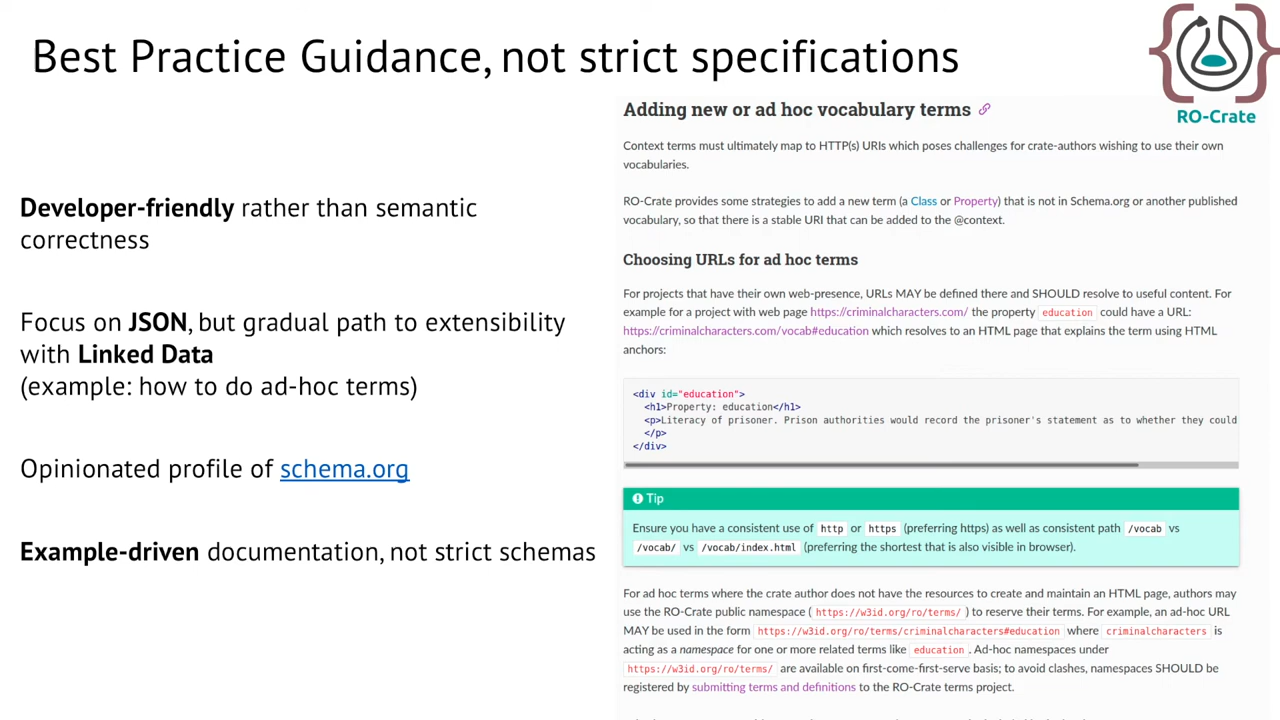 Best Practice Guidance, not strict specifications
RO-Crate
Developer-friendly rather than semantic
correctness
Focus on JSON, but gradual path to extensibility
with Linked Data
(example: how to do ad-hoc terms)
Opinionated profile of schema.org
Example-driven documentation, not strict schemas
Adding new or ad hoc vocabulary terms
Context terms must ultimately map to HTTP(s) URIs which poses challenges for crate-authors wishing to use their own
vocabularies.
RO-Crate provides some strategies to add a new term (a Class or Property) that is not in Schema.org or another published
vocabulary, so that there is a stable URI that can be added to the @context.
Choosing URLs for ad hoc terms
For projects that have their own web-presence, URLs MAY be defined there and SHOULD resolve to useful content. For
example for a project with web page https://criminalcharacters.com/ the property education could have a URL:
https://criminalcharacters.com/vocab#education which resolves to an HTML page that explains the term using HTML
anchors:
<div id="education">
<h1>Property: education</h1>
<p>Literacy of prisoner. Prison authorities would record the prisoner's statement as to whether they could
</p>
</div>
Tip
Ensure you have a consistent use of http or https (preferring https) as well as consistent path /vocab vs
/vocab/ vs /vocab/index.html (preferring the shortest that is also visible in browser).
For ad hoc terms where the crate author does not have the resources to create and maintain an HTML page, authors may
use the RO-Crate public namespace ( https://w3id.org/ro/terms/ ) to reserve their terms. For example, an ad-hoc URL
MAY be used in the form https://w3id.org/ro/terms/criminalcharacters#education where criminalcharacters is
acting as a namespace for one or more related terms like education . Ad-hoc namespaces under
https://w3id.org/ro/terms/ are available on first-come-first-serve basis; to avoid clashes, namespaces SHOULD be
registered by submitting terms and definitions to the RO-Crate terms project.